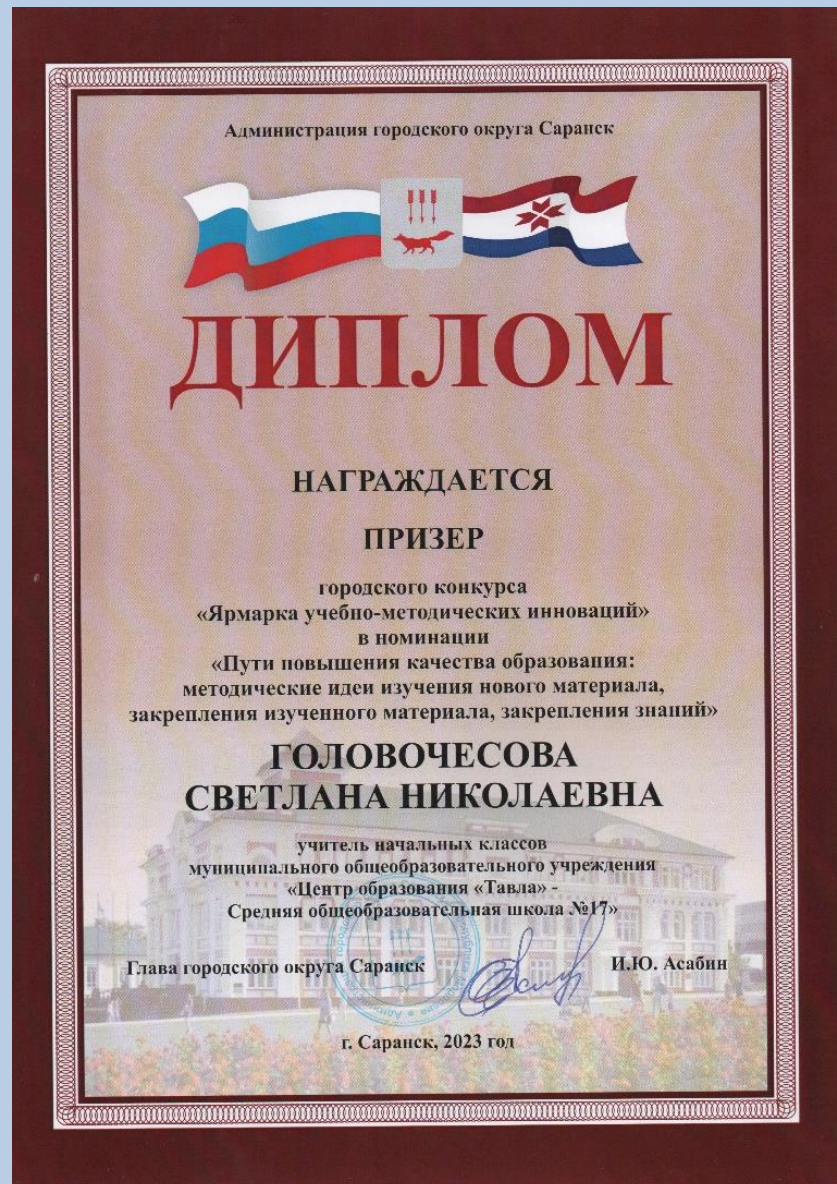 Администрация городского округа Саранск
ДИПЛОМ
НАГРАЖДАЕТСЯ
ПРИЗЕР
городского конкурса
«Ярмарка учебно-методических инноваций»
в номинации
«Пути повышения качества образования:
методические идеи изучения нового материала,
закрепления изученного материала, закрепления знаний»
ГОЛОВОЧЕСОВА
СВЕТЛАНА НИКОЛАЕВНА
учитель начальных классов
муниципального общеобразовательного учреждения
«Центр образования «Тавла» -
Средняя общеобразовательная школа №17»
Глава городского округа Саранск
И.Ю. Асабин
г. Саранск, 2023 год